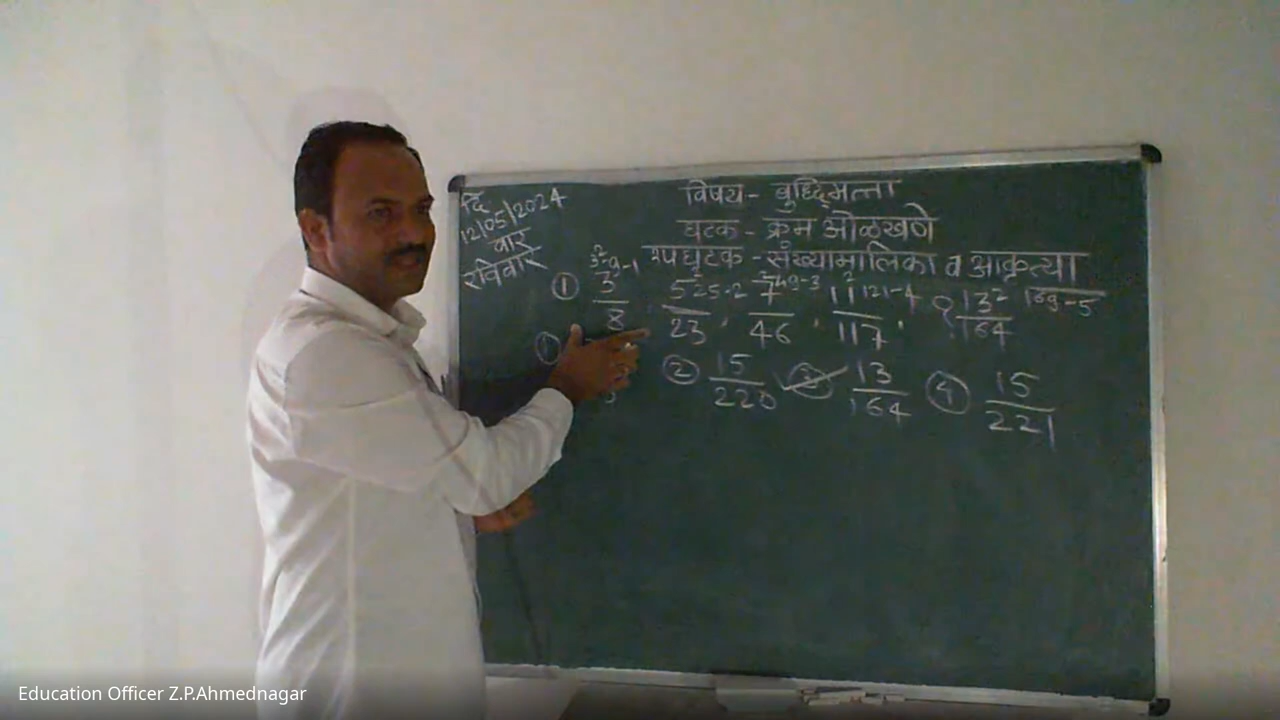 दि
12/05/2024
वार
रविवार
विषय - बुध्दिमत्ता
घटक - क्रम ओळखणे
उपघटक - संख्यामालिका व आकृत्या
① 3²-9-1 3/8, 5² 25-2 5/23, 7² 49-3 7/46, 11² 121-4 11/117, ? 13² 169-5 13/164
① ② 15/220 ③ 13/164 ④ 15/221
Education Officer Z.P.Ahmednagar